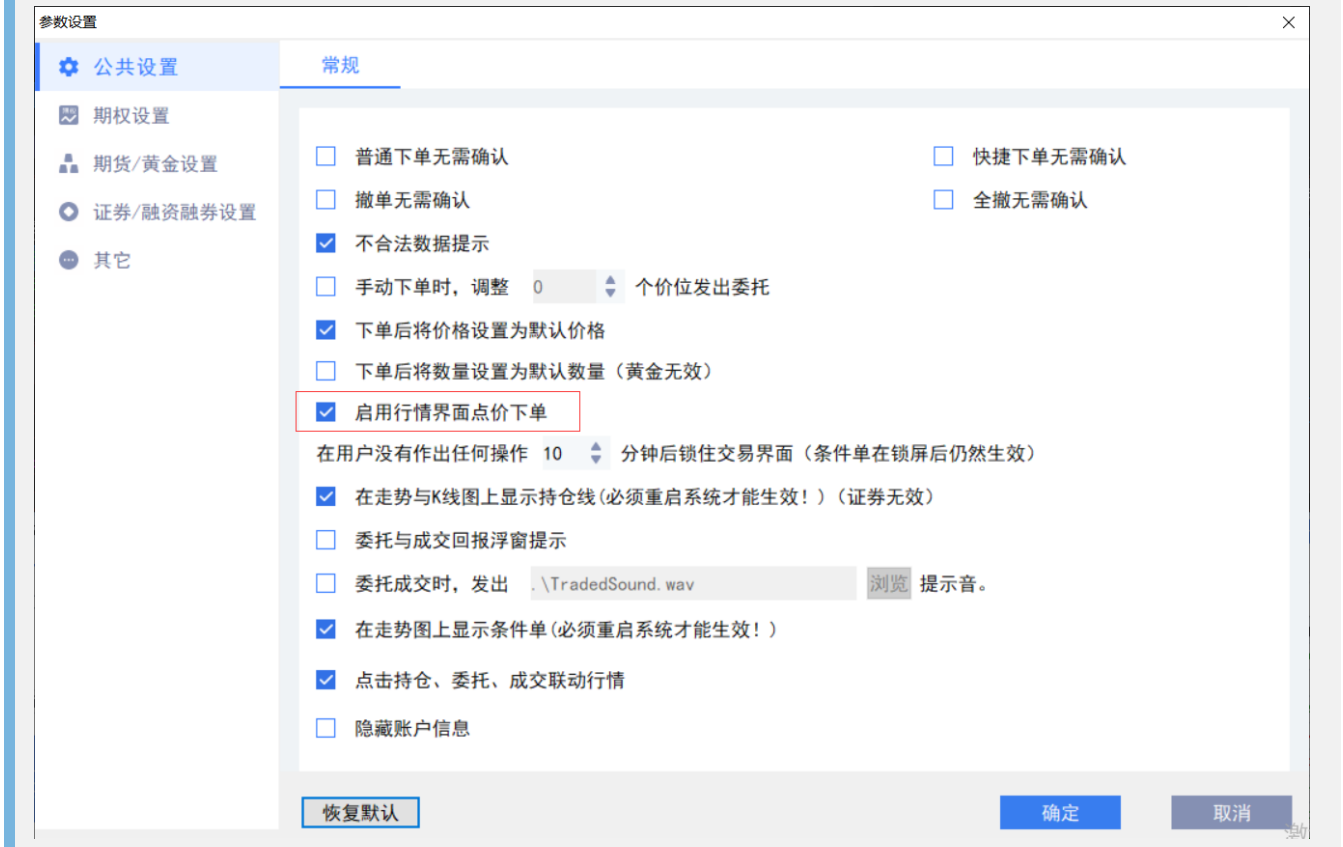 参数设置
公共设置
期权设置
期货/黄金设置
证券/融资融券设置
其它
常规
普通下单无需确认 快捷下单无需确认
撤单无需确认 全撤无需确认
不合法数据提示
手动下单时，调整 0 个价位发出委托
下单后将价格设置为默认价格
下单后将数量设置为默认数量（黄金无效）
启用行情界面点价下单
在用户没有作出任何操作 10 分钟后锁住交易界面（条件单在锁屏后仍然生效）
在走势与K线图上显示持仓线(必须重启系统才能生效！)（证券无效）
委托与成交回报浮窗提示
委托成交时，发出 .\TradedSound.wav 浏览 提示音。
在走势图上显示条件单(必须重启系统才能生效！)
点击持仓、委托、成交联动行情
隐藏账户信息
恢复默认 确定 取消